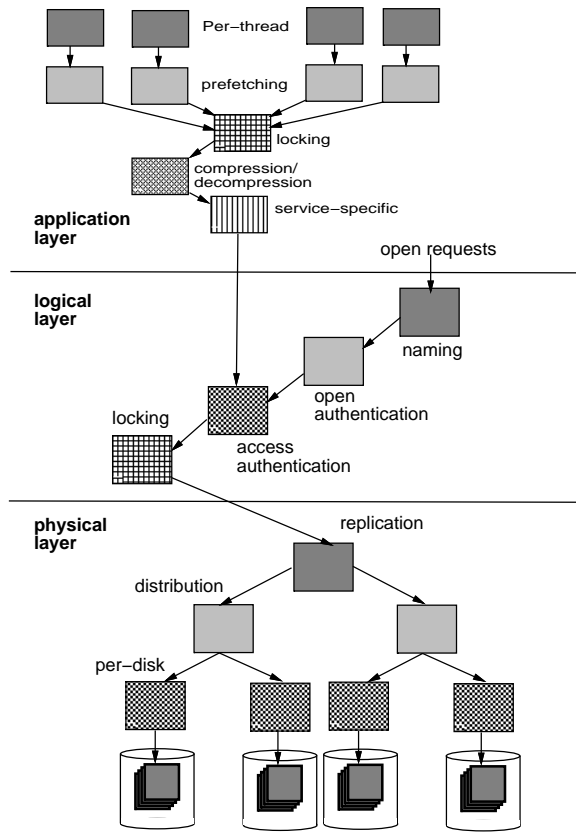 Per−thread
prefetching
locking
compression/
decompression
service−specific
application
layer
open requests
logical
layer
naming
open
authentication
locking
access
authentication
physical
layer
replication
distribution
per−disk